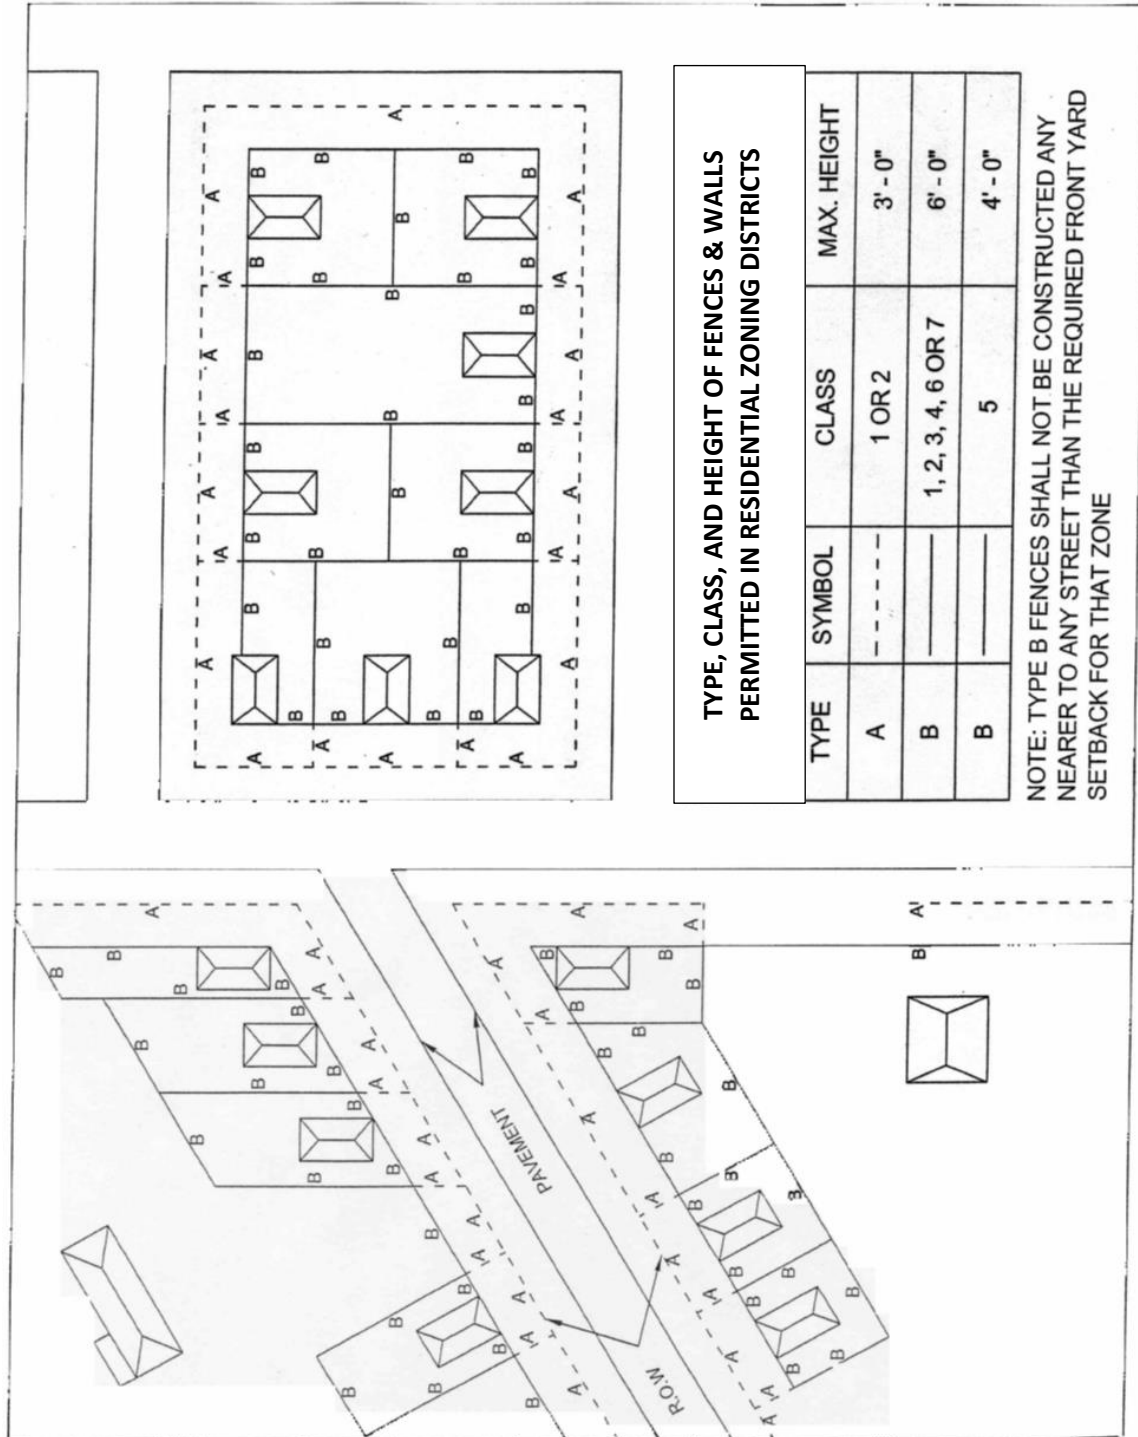 B
B
B A
B
B
B B
B
B A
A
B
B B
A
A
B B
A
B B A
B
A
A
B
A
A
B
A
PAVEMENT
R.O.W
A
A
B
B A
A
B
B
A
B
A
B A
B
A
B B
A
B
B
A A
B
B
B
B
B
B A
A A A A
A A A
A B B B B B B
B
A B B B B
B
A B B B B A
B
A B B B B
B
A B B B B B B
A A A
A A A A
TYPE, CLASS, AND HEIGHT OF FENCES & WALLS
PERMITTED IN RESIDENTIAL ZONING DISTRICTS
TYPE SYMBOL CLASS MAX. HEIGHT
A 1 OR 2 3' - 0"
B 1, 2, 3, 4, 6 OR 7 6' - 0"
B 5 4' - 0"
NOTE: TYPE B FENCES SHALL NOT BE CONSTRUCTED ANY
NEARER TO ANY STREET THAN THE REQUIRED FRONT YARD
SETBACK FOR THAT ZONE